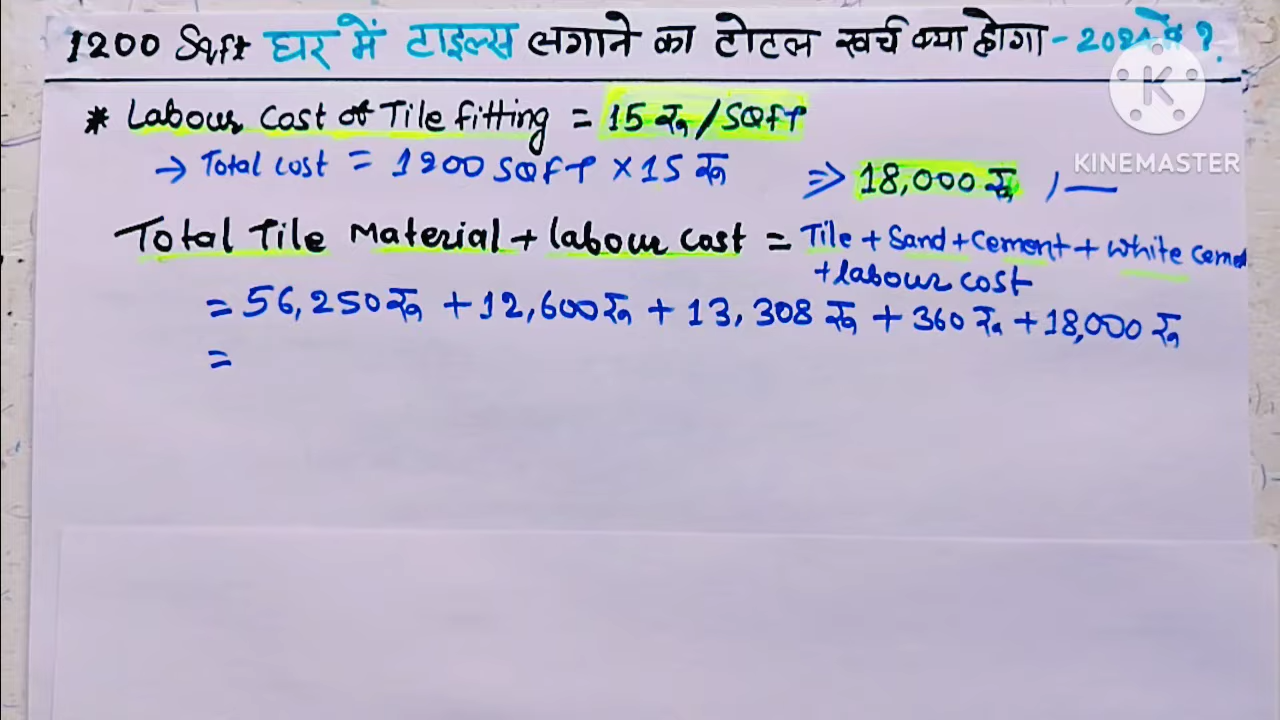 1200 Sqft घर में टाइल्स लगाने का टोटल खर्च क्या होगा - ?
* Labour Cost of Tile fitting = 15 रु / SQFT
→ Total cost = 1200 SQFT × 15 रु ⇒ 18,000 रु /—
Total Tile Material + labour cost = Tile + Sand + Cement + White
+ labour cost
= 56,250 रु + 12,600 रु + 13,308 रु + 360 रु + 18,000 रु
=
K
KINEMASTER